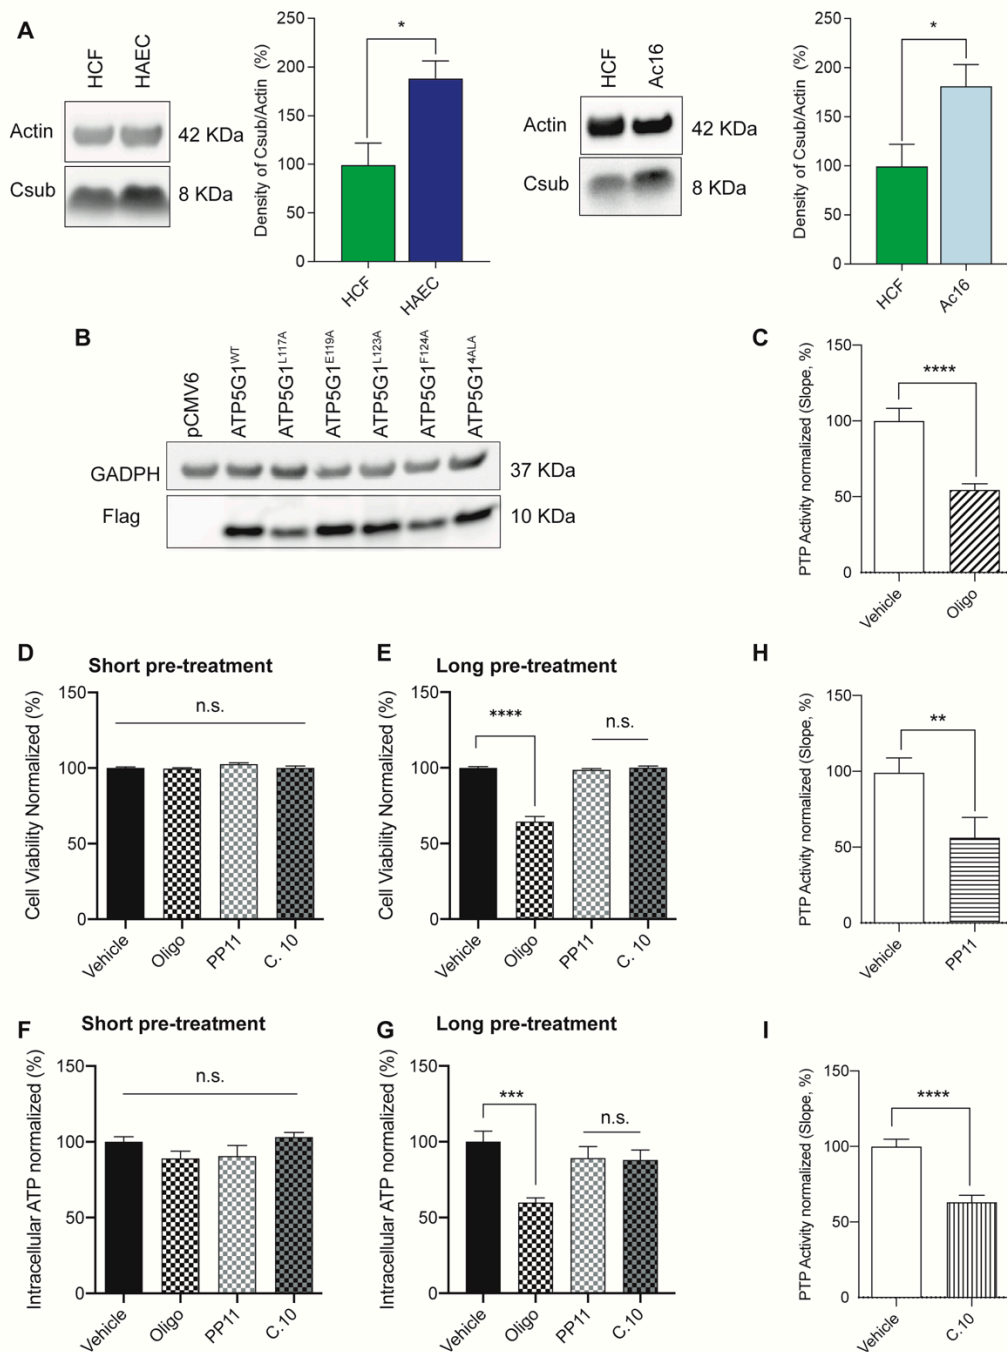 A
HCF
HAEC
Actin
42 KDa
Csub
8 KDa
Density of Csub/Actin (%)
250
200
150
100
50
0
*
HCF
HAEC
HCF
Ac16
Actin
42 KDa
Csub
8 KDa
Density of Csub/Actin (%)
250
200
150
100
50
0
*
HCF
Ac16
B
pCMV6
ATP5G1WT
ATP5G1L117A
ATP5G1E119A
ATP5G1L123A
ATP5G1F124A
ATP5G14ALA
GADPH
37 KDa
Flag
10 KDa
C
PTP Activity normalized (Slope, %)
150
100
50
0
****
Vehicle
Oligo
D
Short pre-treatment
Cell Viability Normalized (%)
150
100
50
0
n.s.
Vehicle
Oligo
PP11
C. 10
E
Long pre-treatment
Cell Viability Normalized (%)
150
100
50
0
****
n.s.
Vehicle
Oligo
PP11
C. 10
H
PTP Activity normalized (Slope, %)
150
100
50
0
**
Vehicle
PP11
F
Short pre-treatment
Intracellular ATP normalized (%)
150
100
50
0
n.s.
Vehicle
Oligo
PP11
C.10
G
Long pre-treatment
Intracellular ATP normalized (%)
150
100
50
0
***
n.s.
Vehicle
Oligo
PP11
C.10
I
PTP Activity normalized (Slope, %)
150
100
50
0
****
Vehicle
C.10